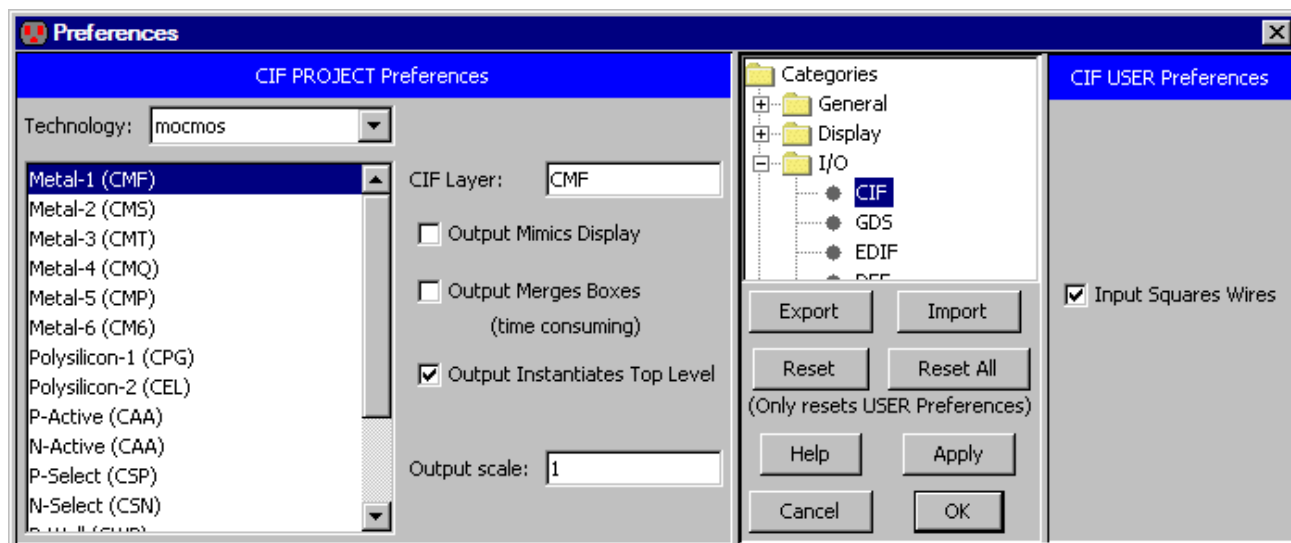 Preferences
CIF PROJECT Preferences
Technology: mocmos
Metal-1 (CMF)
Metal-2 (CMS)
Metal-3 (CMT)
Metal-4 (CMQ)
Metal-5 (CMP)
Metal-6 (CM6)
Polysilicon-1 (CPG)
Polysilicon-2 (CEL)
P-Active (CAA)
N-Active (CAA)
P-Select (CSP)
N-Select (CSN)
CIF Layer: CMF
Output Mimics Display
Output Merges Boxes
(time consuming)
Output Instantiates Top Level
Output scale: 1
Categories
General
Display
I/O
CIF
GDS
EDIF
Export Import
Reset Reset All
(Only resets USER Preferences)
Help Apply
Cancel OK
CIF USER Preferences
Input Squares Wires